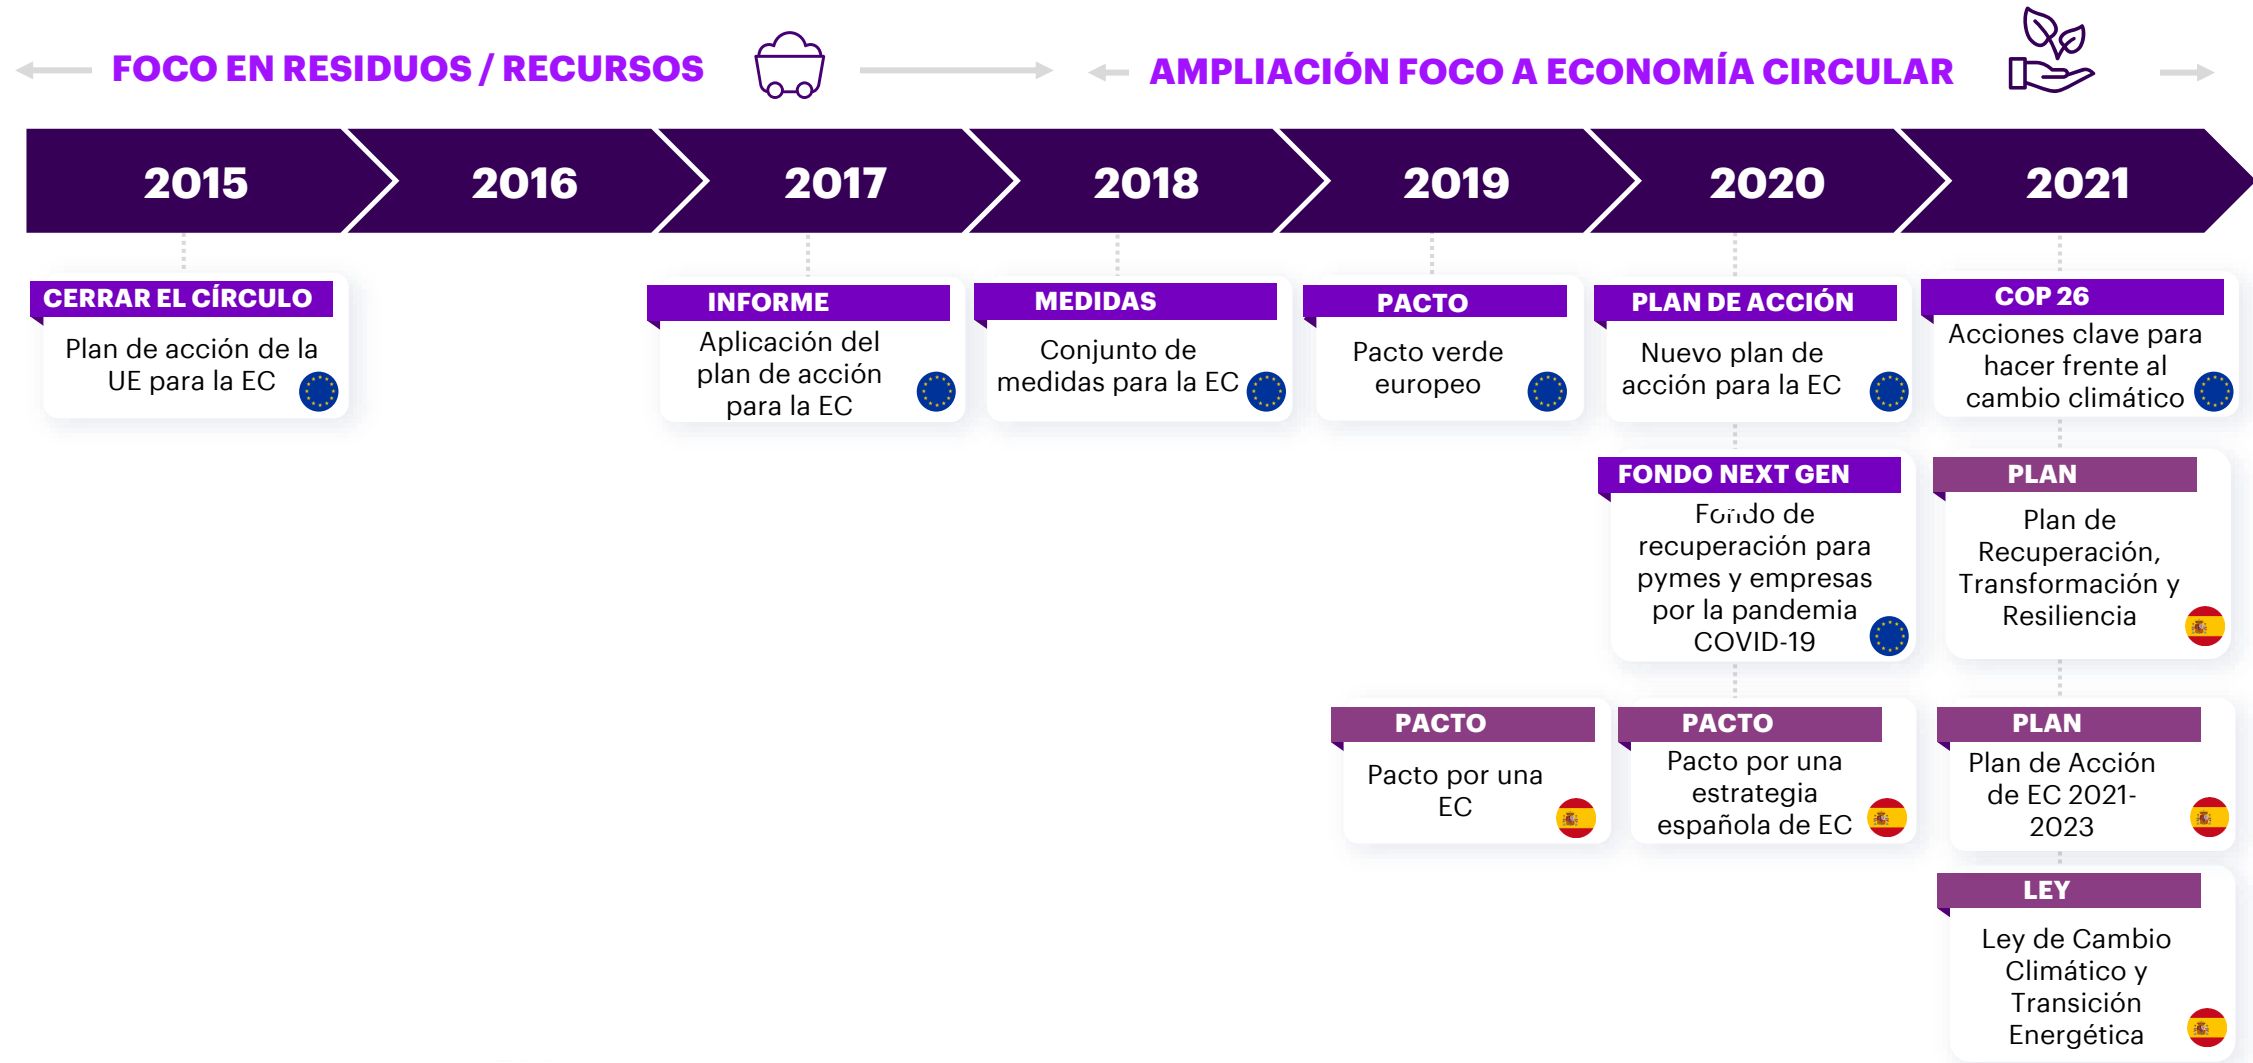 FOCO EN RESIDUOS / RECURSOS
AMPLIACIÓN FOCO A ECONOMÍA CIRCULAR
2015
2016
2017
2018
2019
2020
2021
CERRAR EL CÍRCULO
Plan de acción de la
UE para la EC
INFORME
Aplicación del
plan de acción
para la EC
MEDIDAS
Conjunto de
medidas para la EC
PACTO
Pacto verde
europeo
PLAN DE ACCIÓN
Nuevo plan de
acción para la EC
COP 26
Acciones clave para
hacer frente al
cambio climático
FONDO NEXT GEN
Fondo de
recuperación para
pymes y empresas
por la pandemia
COVID-19
PLAN
Plan de
Recuperación,
Transformación y
Resiliencia
PACTO
Pacto por una
EC
PACTO
Pacto por una
estrategia
española de EC
PLAN
Plan de Acción
de EC 2021-
2023
LEY
Ley de Cambio
Climático y
Transición
Energética